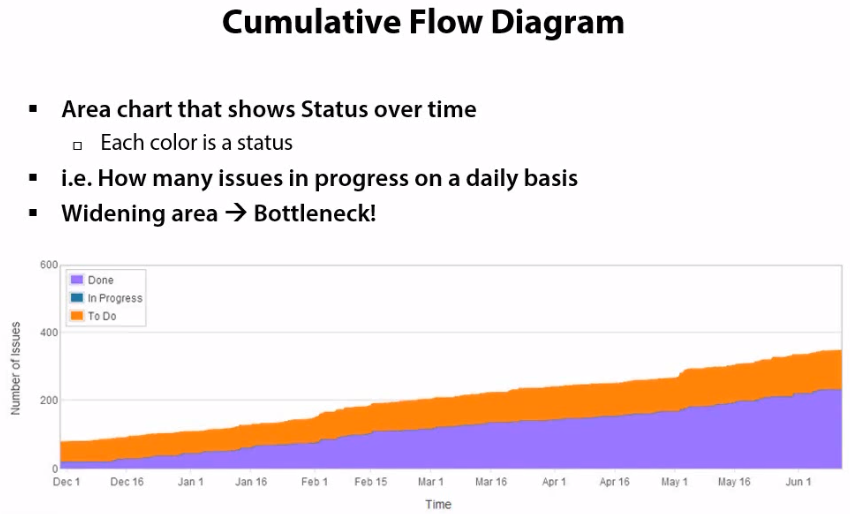 Cumulative Flow Diagram
▪ Area chart that shows Status over time
□ Each color is a status
▪ i.e. How many issues in progress on a daily basis
▪ Widening area → Bottleneck!
600
400
200
0
Number of Issues
Done
In Progress
To Do
Dec 1 Dec 16 Jan 1 Jan 16 Feb 1 Feb 15 Mar 1 Mar 16 Apr 1 Apr 16 May 1 May 16 Jun 1
Time